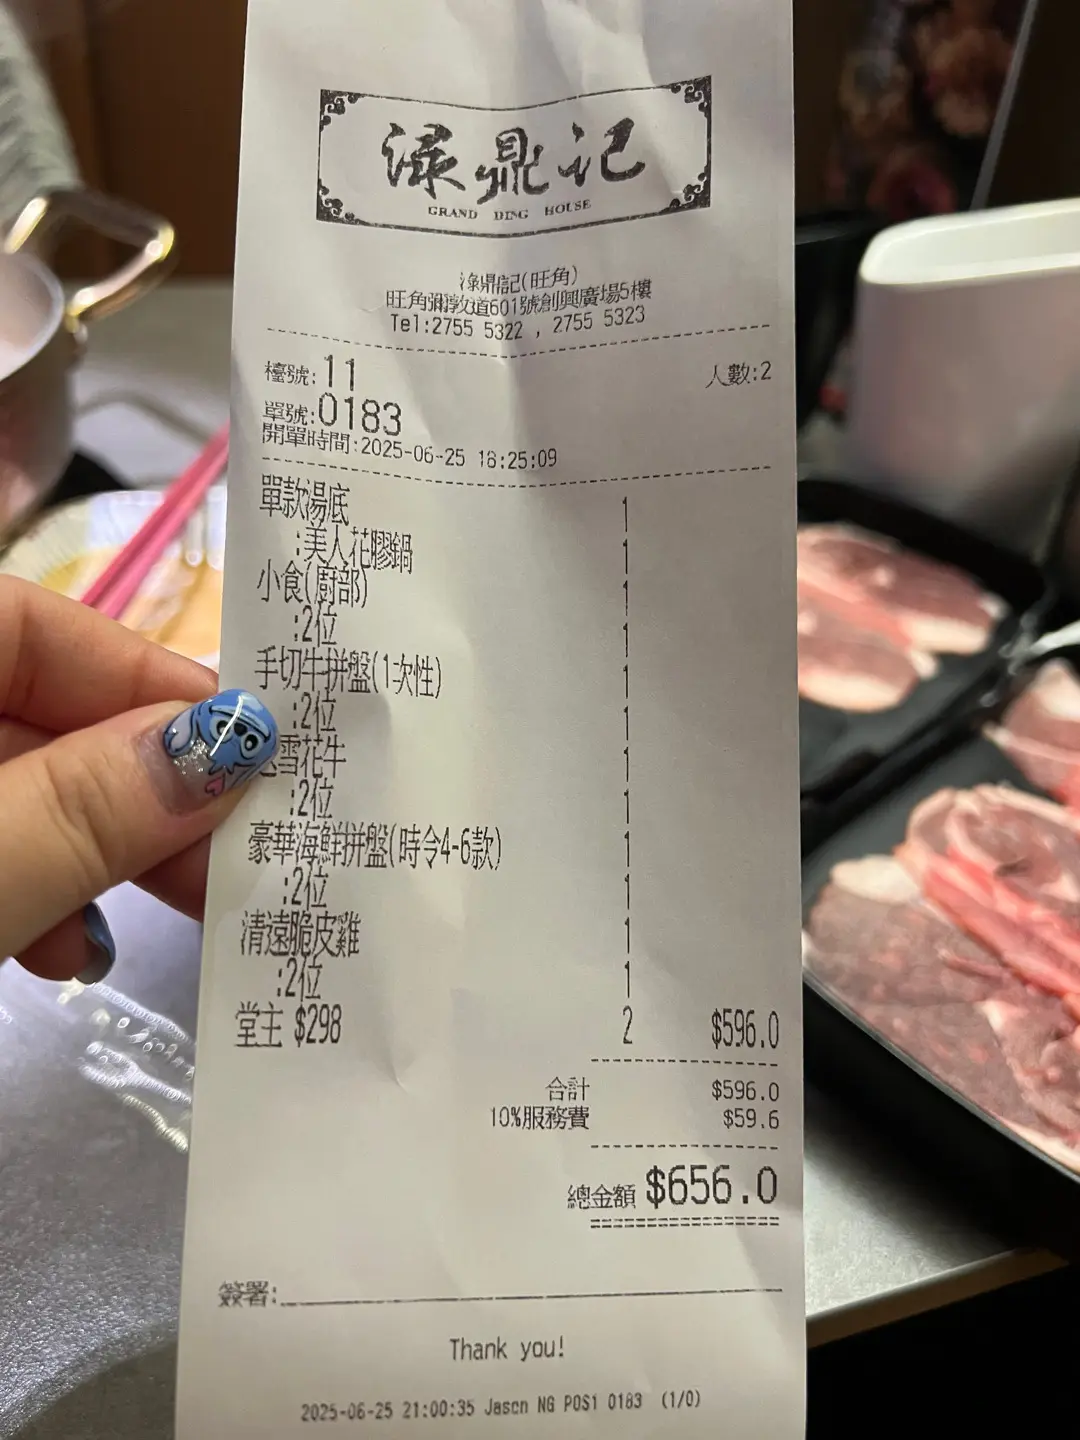 渌鼎记
GRAND DING HOUSE
淥鼎記(旺角)
旺角彌敦道601號創興廣場5樓
Tel:2755 5322 , 2755 5323
檯號:11 人數:2
單號:0183
開單時間:2025-06-25 18:25:09
單款湯底 1
:美人花膠鍋 1
小食(廚部) 1
:2位 1
手切牛拼盤(1次性) 1
:2位 1
雪花牛 1
:2位 1
豪華海鮮拼盤(時令4-6款) 1
:2位 1
清遠脆皮雞 1
:2位 1
堂主 $298 2 $596.0
合計 $596.0
10%服務費 $59.6
總金額 $656.0
簽署:
Thank you!
2025-06-25 21:00:35 Jason NG POS1 0183 (1/0)